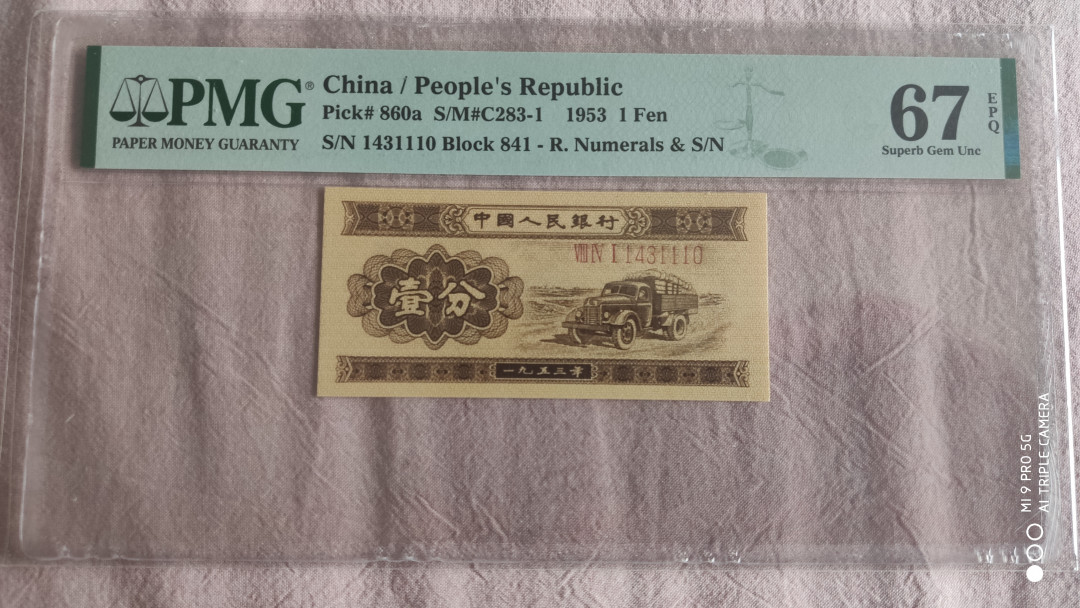 PMG®
PAPER MONEY GUARANTY
China / People's Republic
Pick# 860a S/M#C283-1 1953 1 Fen
S/N 1431110 Block 841 - R. Numerals & S/N
67
EPQ
Superb Gem Unc
中國人民銀行
VIII IV I 1431110
壹分
一九五三年
MI 9 PRO 5G
AI TRIPLE CAMERA